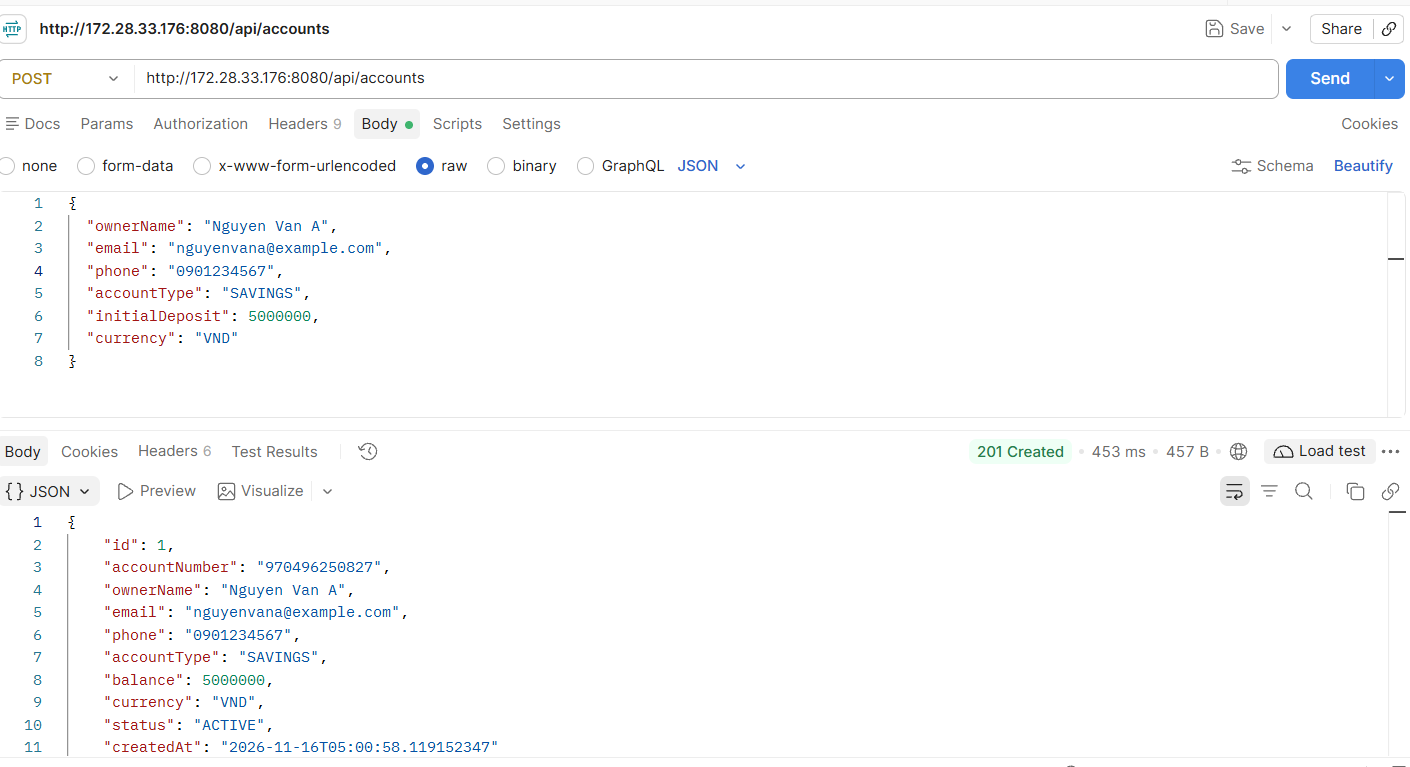 HTTP http://172.28.33.176:8080/api/accounts Save Share
POST http://172.28.33.176:8080/api/accounts Send
Docs Params Authorization Headers 9 Body Scripts Settings Cookies
none form-data x-www-form-urlencoded raw binary GraphQL JSON Schema Beautify
1 {
2 "ownerName": "Nguyen Van A",
3 "email": "nguyenvana@example.com",
4 "phone": "0901234567",
5 "accountType": "SAVINGS",
6 "initialDeposit": 5000000,
7 "currency": "VND"
8 }
Body Cookies Headers 6 Test Results 201 Created • 453 ms • 457 B • Load test
{} JSON Preview Visualize
1 {
2 "id": 1,
3 "accountNumber": "970496250827",
4 "ownerName": "Nguyen Van A",
5 "email": "nguyenvana@example.com",
6 "phone": "0901234567",
7 "accountType": "SAVINGS",
8 "balance": 5000000,
9 "currency": "VND",
10 "status": "ACTIVE",
11 "createdAt": "2026-11-16T05:00:58.119152347"